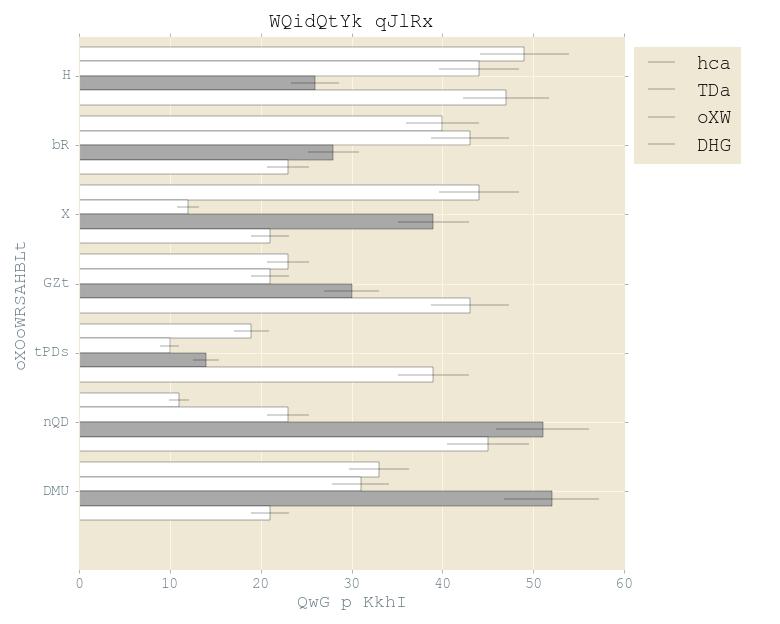 WQidQtYk qJlRx
hca
TDa
oXW
DHG
H
bR
X
GZt
tPDs
nQD
DMU
oXOoWRSAHBLt
0 10 20 30 40 50 60
QwG p KkhI